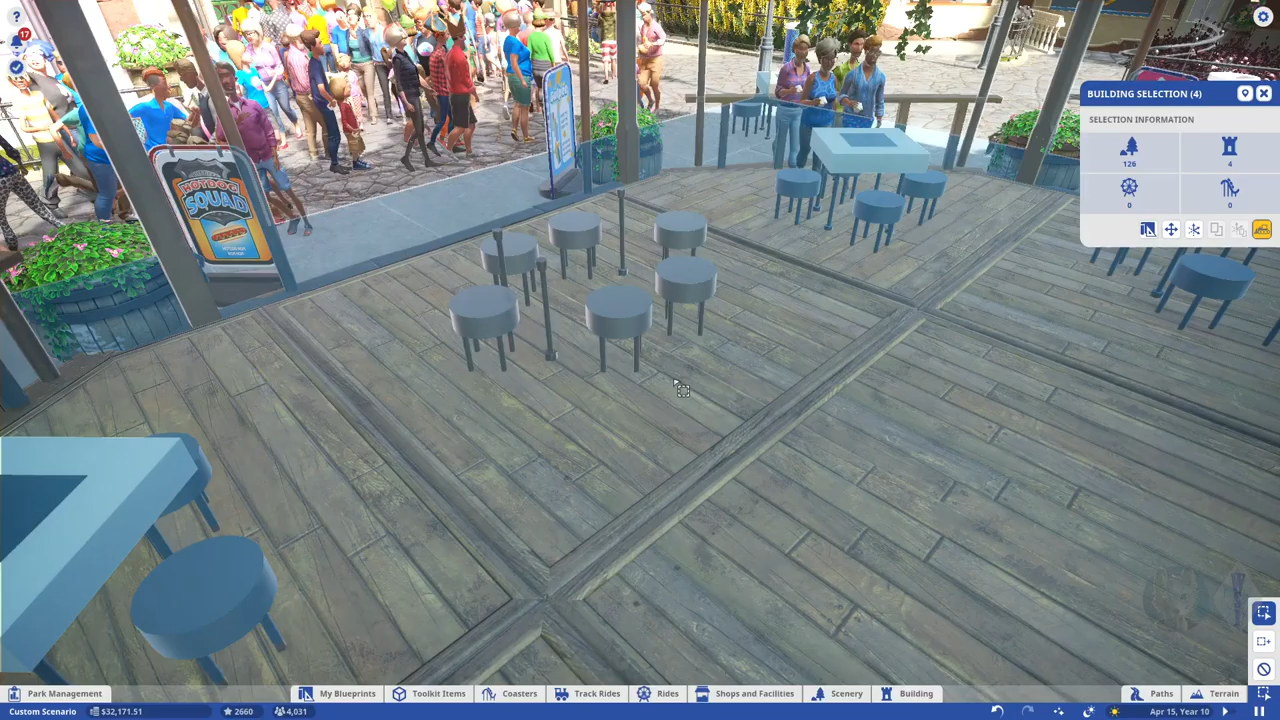 ?
17
HOTDOG
SQUAD
BUILDING SELECTION (4)
SELECTION INFORMATION
126
4
0
0
Park Management
My Blueprints
Toolkit Items
Coasters
Track Rides
Rides
Shops and Facilities
Scenery
Building
Paths
Terrain
Custom Scenario
$32,171.51
2660
4,031
Apr 15, Year 10